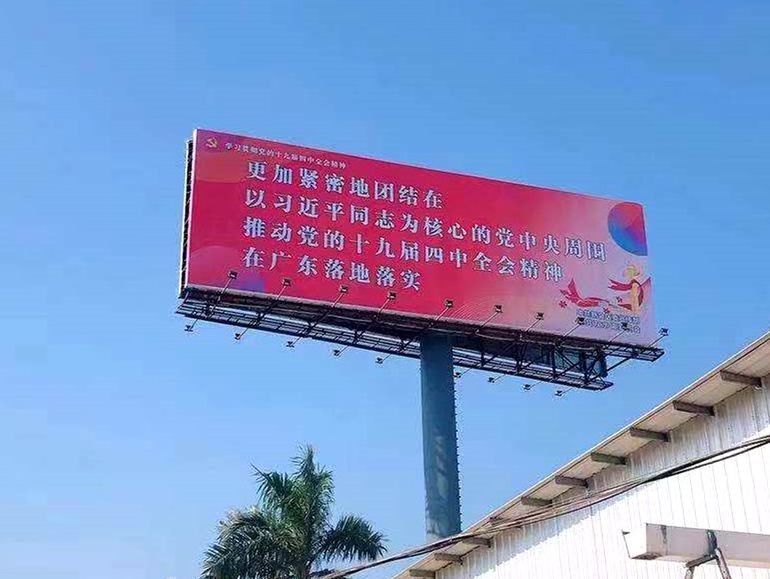 学习贯彻党的十九届四中全会精神
更加紧密地团结在
以习近平同志为核心的党中央周围
推动党的十九届四中全会精神
在广东落地落实